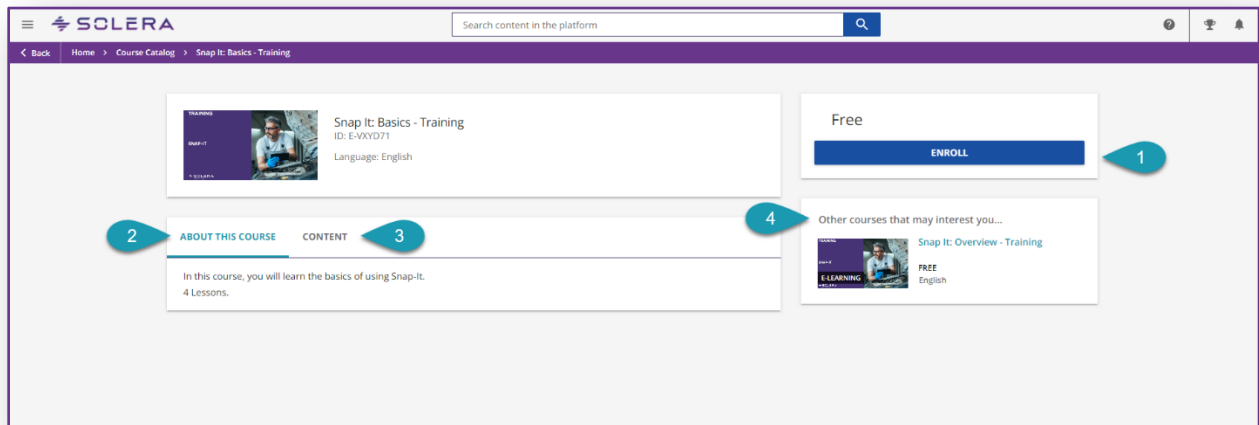 SOLERA
Search content in the platform
Back Home > Course Catalog > Snap It: Basics - Training
TRAINING
SNAP-IT
SOLERA
Snap It: Basics - Training
ID: E-VXYD71
Language: English
Free
ENROLL
1
2
ABOUT THIS COURSE
CONTENT
3
In this course, you will learn the basics of using Snap-It.
4 Lessons.
4
Other courses that may interest you...
TRAINING
E-LEARNING
Snap It: Overview - Training
FREE
English